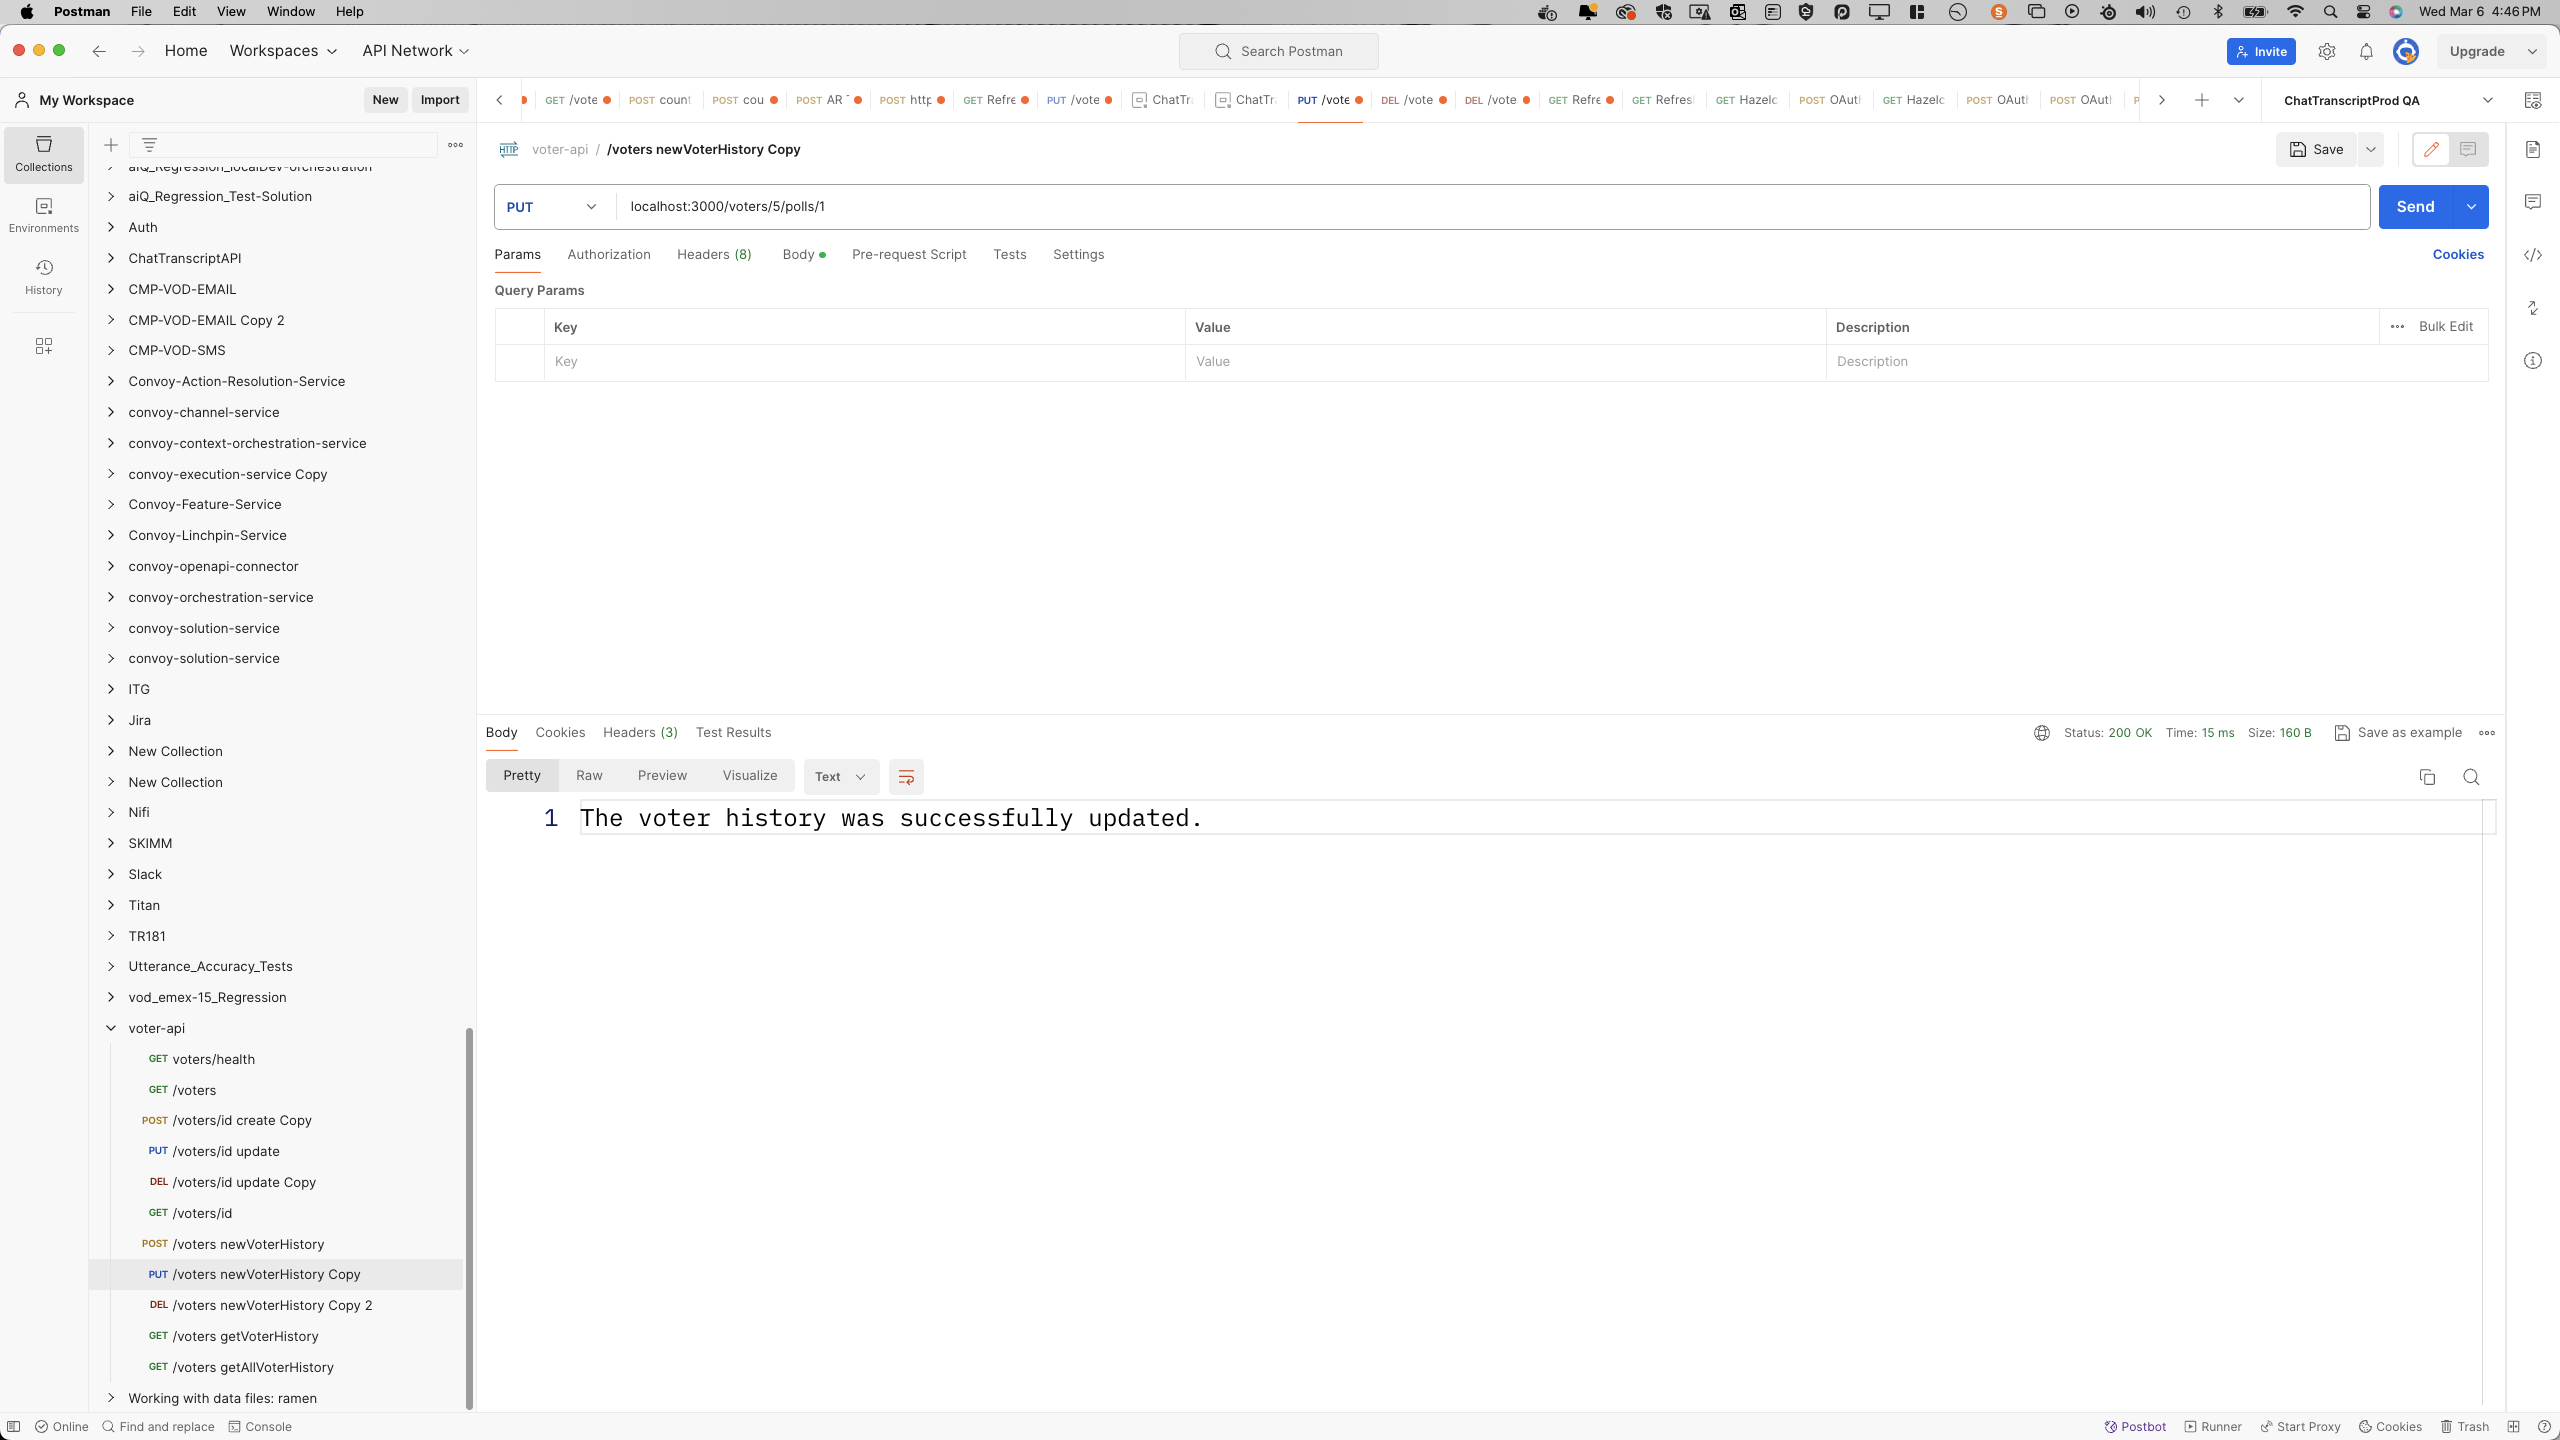 Postman File Edit View Window Help Wed Mar 6 4:46 PM
Home Workspaces API Network Search Postman Invite Upgrade
My Workspace New Import GET /vote POST count POST cou POST AR POST http GET Refre PUT /vote ChatTra ChatTra PUT /vote DEL /vote DEL /vote GET Refre GET Refres GET Hazelc POST OAut GET Hazelc POST OAut POST OAut ChatTranscriptProd QA
Collections
Environments
History
aiQ_Regression_localDev-orchestration
aiQ_Regression_Test-Solution
Auth
ChatTranscriptAPI
CMP-VOD-EMAIL
CMP-VOD-EMAIL Copy 2
CMP-VOD-SMS
Convoy-Action-Resolution-Service
convoy-channel-service
convoy-context-orchestration-service
convoy-execution-service Copy
Convoy-Feature-Service
Convoy-Linchpin-Service
convoy-openapi-connector
convoy-orchestration-service
convoy-solution-service
convoy-solution-service
ITG
Jira
New Collection
New Collection
Nifi
SKIMM
Slack
Titan
TR181
Utterance_Accuracy_Tests
vod_emex-15_Regression
voter-api
GET voters/health
GET /voters
POST /voters/id create Copy
PUT /voters/id update
DEL /voters/id update Copy
GET /voters/id
POST /voters newVoterHistory
PUT /voters newVoterHistory Copy
DEL /voters newVoterHistory Copy 2
GET /voters getVoterHistory
GET /voters getAllVoterHistory
Working with data files: ramen
HTTP voter-api / /voters newVoterHistory Copy Save
PUT localhost:3000/voters/5/polls/1 Send
Params Authorization Headers (8) Body Pre-request Script Tests Settings Cookies
Query Params
Key Value Description Bulk Edit
Key Value Description
Body Cookies Headers (3) Test Results Status: 200 OK Time: 15 ms Size: 160 B Save as example
Pretty Raw Preview Visualize Text
1 The voter history was successfully updated.
Online Find and replace Console Postbot Runner Start Proxy Cookies Trash